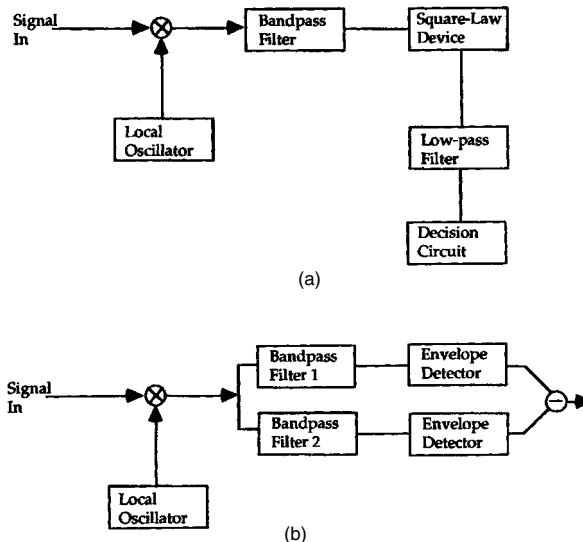 Signal
In
Bandpass
Filter
Square-Law
Device
Local
Oscillator
Low-pass
Filter
Decision
Circuit
(a)
Signal
In
Bandpass
Filter 1
Envelope
Detector
Bandpass
Filter 2
Envelope
Detector
Local
Oscillator
(b)